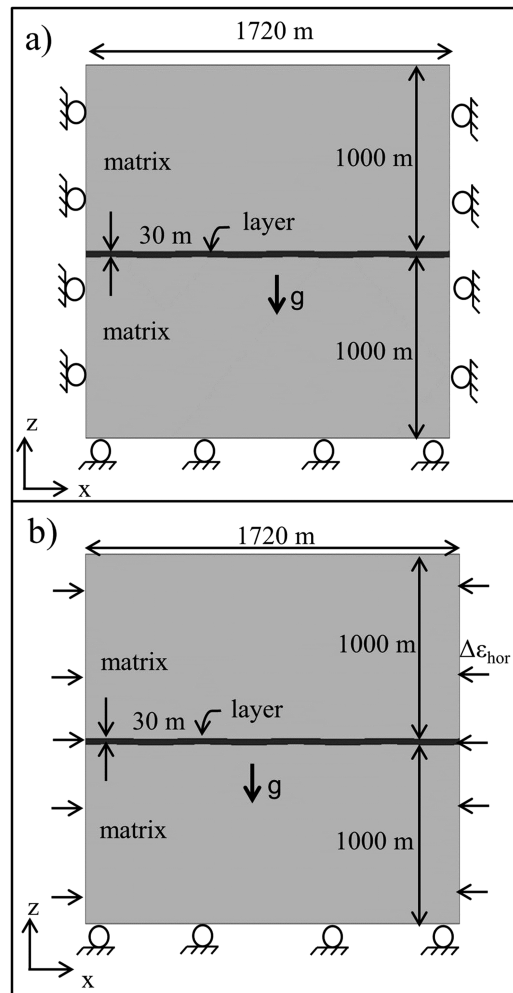 a)
1720 m
matrix
1000 m
30 m
layer
g
matrix
1000 m
z
x
b)
1720 m
1000 m
Δεhor
matrix
30 m
layer
g
matrix
1000 m
z
x